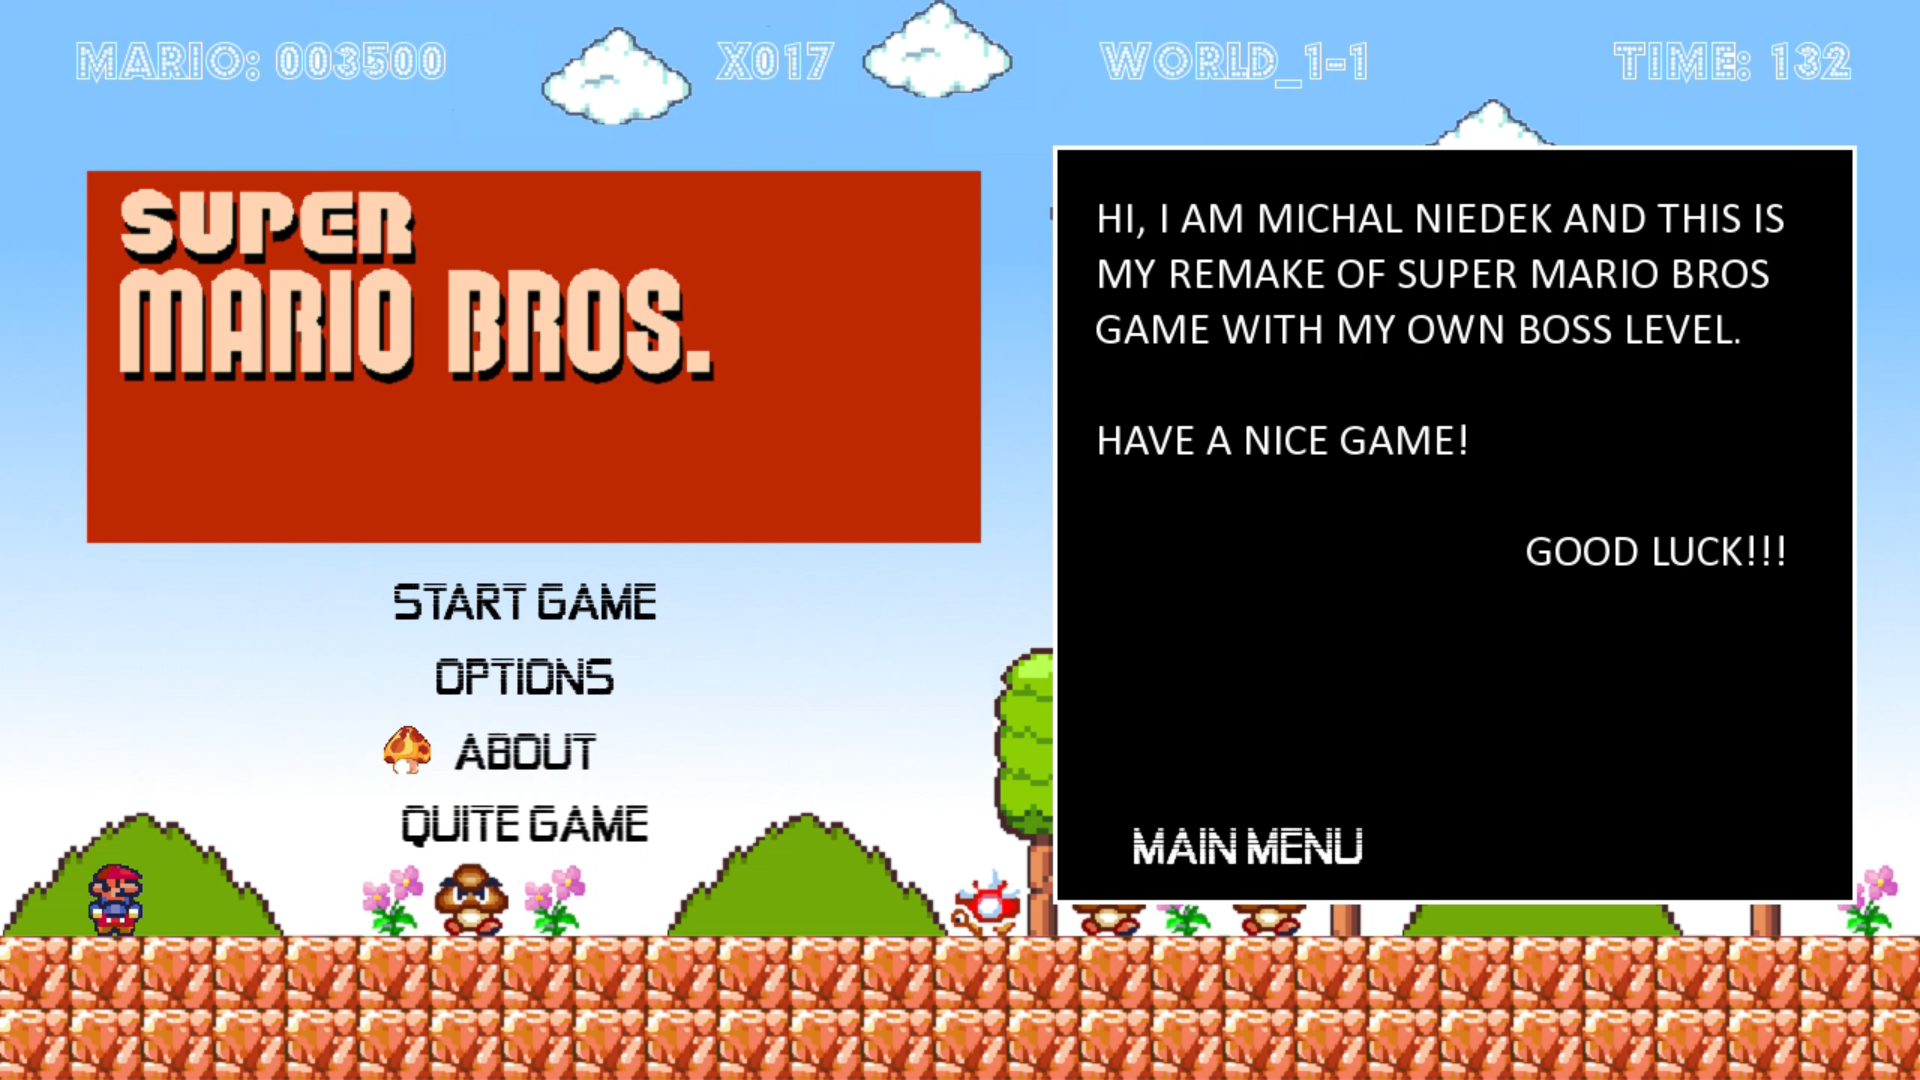 MARIO: 003500 X017 WORLD_1-1 TIME: 132
SUPER
MARIO BROS.
START GAME
OPTIONS
ABOUT
QUITE GAME
HI, I AM MICHAL NIEDEK AND THIS IS
MY REMAKE OF SUPER MARIO BROS
GAME WITH MY OWN BOSS LEVEL.
HAVE A NICE GAME!
GOOD LUCK!!!
MAIN MENU